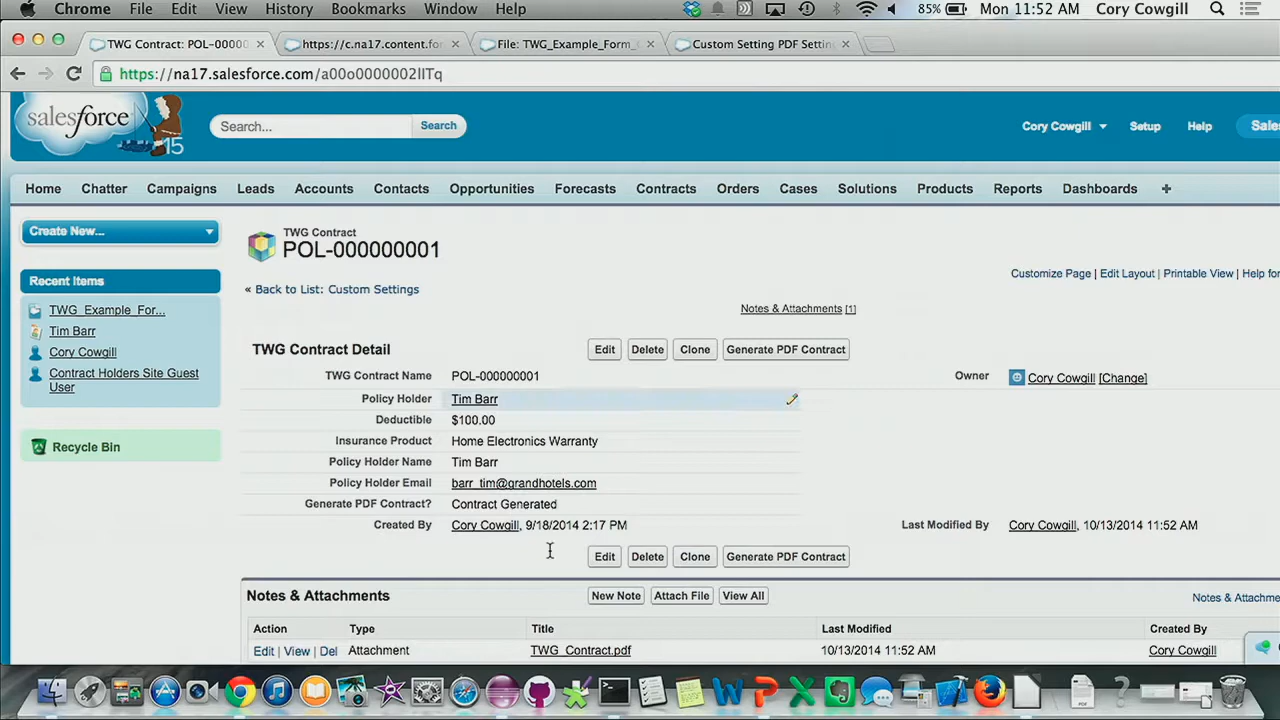 Chrome File Edit View History Bookmarks Window Help 85% Mon 11:52 AM Cory Cowgill
TWG Contract: POL-00000 https://c.na17.content.for File: TWG_Example_Form_ Custom Setting PDF Settin
https://na17.salesforce.com/a00o0000002IITq
salesforce 15 Search... Search Cory Cowgill Setup Help Sale
Home Chatter Campaigns Leads Accounts Contacts Opportunities Forecasts Contracts Orders Cases Solutions Products Reports Dashboards +
Create New...
Recent Items
TWG_Example_For...
Tim Barr
Cory Cowgill
Contract Holders Site Guest
User
Recycle Bin
TWG Contract
POL-000000001
Customize Page | Edit Layout | Printable View | Help for
« Back to List: Custom Settings
Notes & Attachments [1]
TWG Contract Detail Edit Delete Clone Generate PDF Contract
TWG Contract Name POL-000000001 Owner Cory Cowgill [Change]
Policy Holder Tim Barr
Deductible $100.00
Insurance Product Home Electronics Warranty
Policy Holder Name Tim Barr
Policy Holder Email barr_tim@grandhotels.com
Generate PDF Contract? Contract Generated
Created By Cory Cowgill, 9/18/2014 2:17 PM Last Modified By Cory Cowgill, 10/13/2014 11:52 AM
Edit Delete Clone Generate PDF Contract
Notes & Attachments New Note Attach File View All Notes & Attachme
Action Type Title Last Modified Created By
Edit | View | Del Attachment TWG_Contract.pdf 10/13/2014 11:52 AM Cory Cowgill